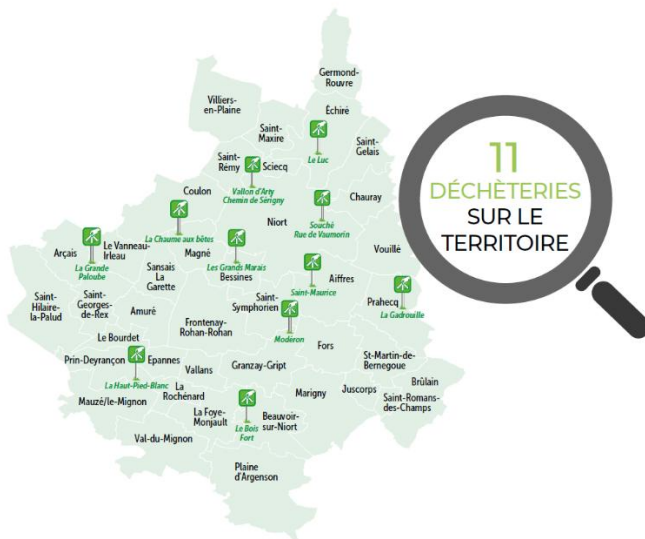 Germond-
Rouvre
Villiers-
en-Plaine
Échiré
Saint-
Maxire
Le Luc
Saint-
Gelais
Saint-
Rémy
Sciecq
Vallon d'Arty
Chemin de Sérigny
Coulon
Chauray
Souché
Rue de Vaumorin
Niort
La Chaume aux bêtes
Vouillé
Arçais
Le Vanneau-
Irleau
Magné
Les Grands Marais
Bessines
La Grande
Paloube
Sansais
La
Garette
Aiffres
Saint-Maurice
Saint-
Hilaire-
la-Palud
Saint-
Georges-
de-Rex
Amuré
Saint-
Symphorien
Prahecq
La Gadrouille
Frontenay-
Rohan-Rohan
Modéron
Le Bourdet
Fors
Prin-Deyrançon
Epannes
St-Martin-de-
Bernegoue
Vallans
Granzay-Gript
La Haut-Pied-Blanc
La
Rochénard
Marigny
Juscorps
Brûlain
Saint-Romans-
des-Champs
Mauzé/le-Mignon
La Foye-
Monjault
Le Bois
Fort
Beauvoir-
sur-Niort
Val-du-Mignon
Plaine
d'Argenson
11
DÉCHÈTERIES
SUR LE
TERRITOIRE